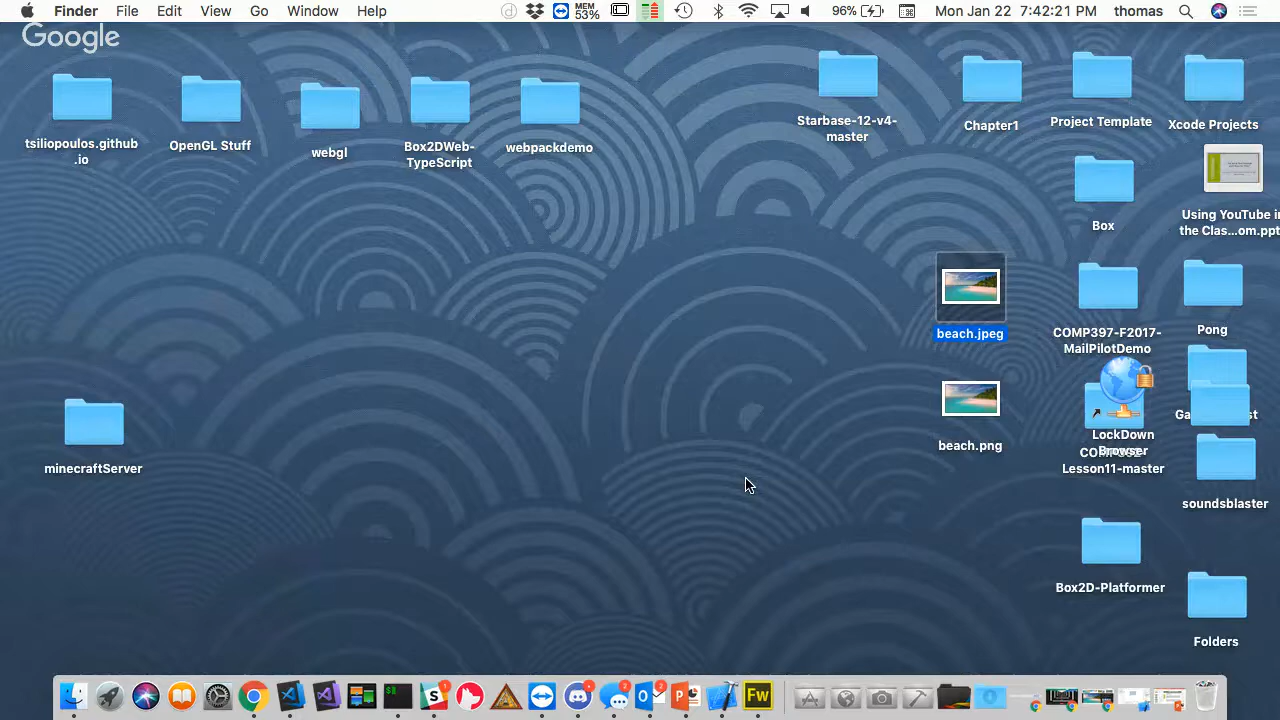 Finder File Edit View Go Window Help MEM 53% 96% Mon Jan 22 7:42:21 PM thomas
Google
tsiliopoulos.github
.io
OpenGL Stuff
webgl
Box2DWeb-
TypeScript
webpackdemo
Starbase-12-v4-
master
Chapter1
Project Template
Xcode Projects
Box
Using YouTube in
the Clas...om.ppt
beach.jpeg
COMP397-F2017-
MailPilotDemo
Pong
beach.png
LockDown
Browser
Lesson11-master
soundsblaster
minecraftServer
Box2D-Platformer
Folders
Fw